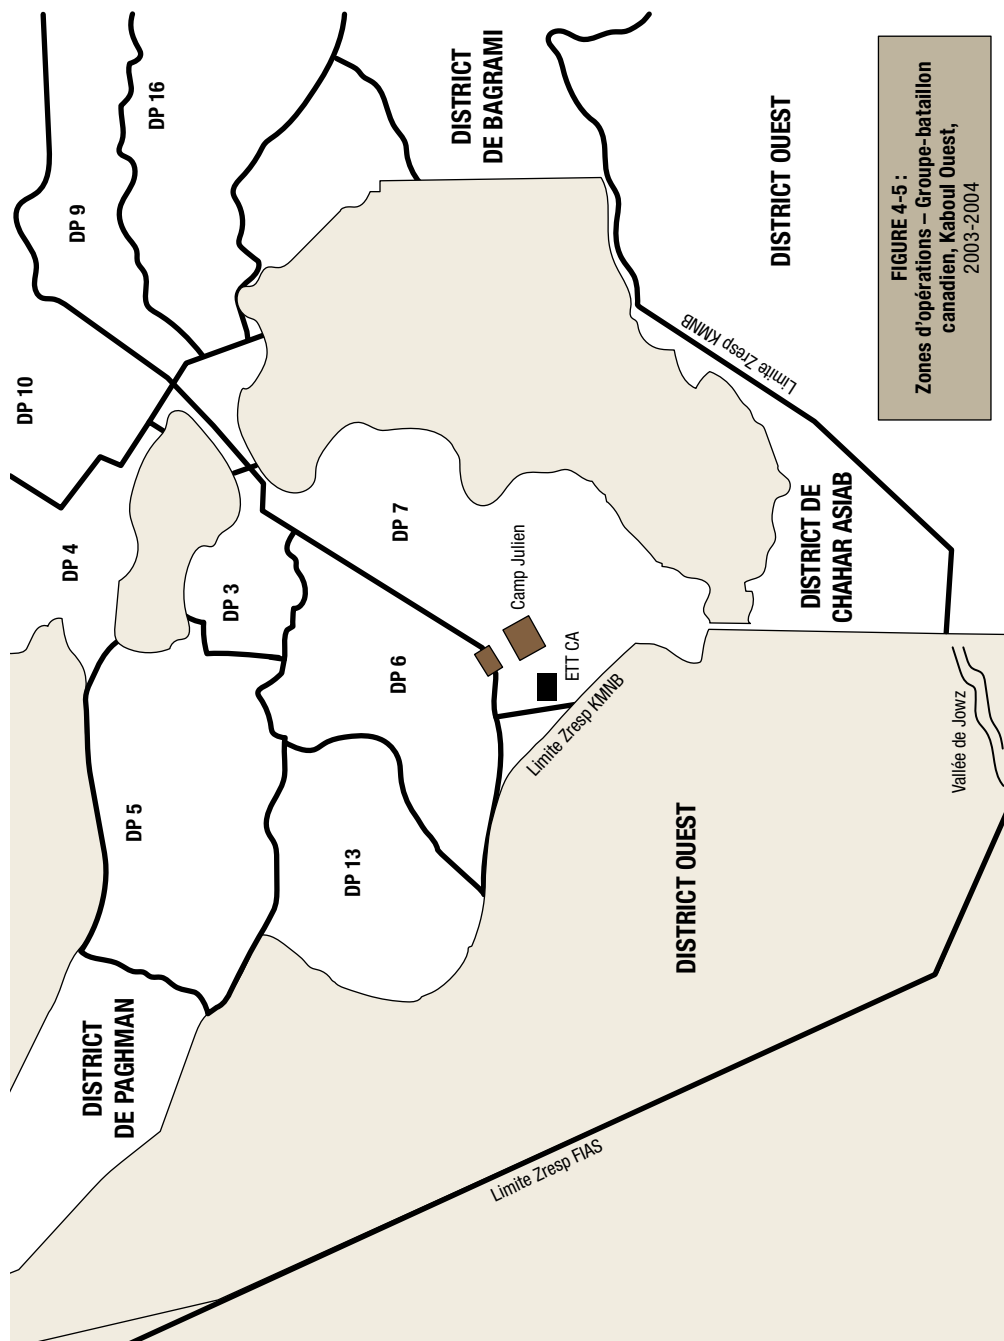 DISTRICT
DE PAGHMAN
DP 5
DP 4
DP 10
DP 9
DP 16
DP 3
DP 13
DP 6
DP 7
DISTRICT
DE BAGRAMI
Camp Julien
ETT CA
Limite Zresp KMNB
Limite Zresp KMNB
Limite Zresp FIAS
DISTRICT OUEST
DISTRICT DE
CHAHAR ASIAB
DISTRICT OUEST
Vallée de Jowz
FIGURE 4-5 :
Zones d'opérations – Groupe-bataillon
canadien, Kaboul Ouest,
2003-2004